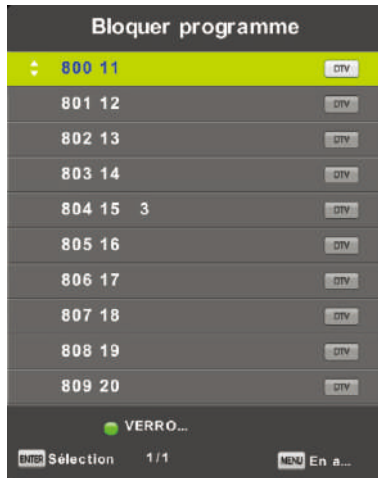 Bloquer programme
800 11 DTV
801 12 DTV
802 13 DTV
803 14 DTV
804 15 3 DTV
805 16 DTV
806 17 DTV
807 18 DTV
808 19 DTV
809 20 DTV
VERRO...
ENTER Sélection 1/1 MENU En a...